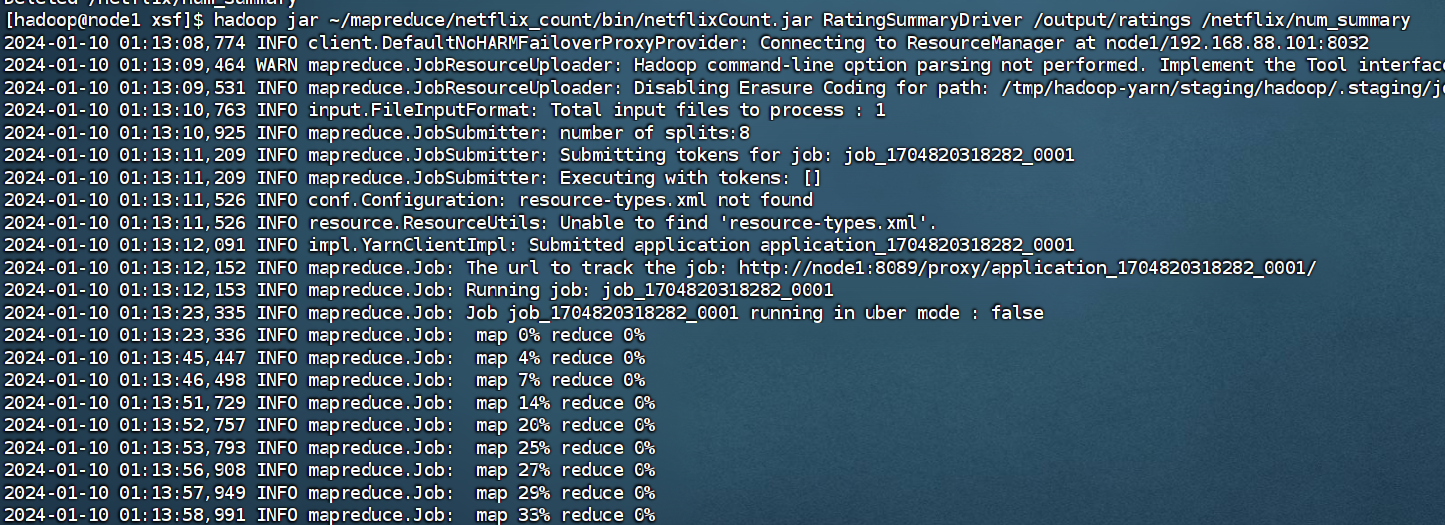 Deleted /netflix/num_summary
[hadoop@node1 xsf]$ hadoop jar ~/mapreduce/netflix_count/bin/netflixCount.jar RatingSummaryDriver /output/ratings /netflix/num_summary
2024-01-10 01:13:08,774 INFO client.DefaultNoHARMFailoverProxyProvider: Connecting to ResourceManager at node1/192.168.88.101:8032
2024-01-10 01:13:09,464 WARN mapreduce.JobResourceUploader: Hadoop command-line option parsing not performed. Implement the Tool interface
2024-01-10 01:13:09,531 INFO mapreduce.JobResourceUploader: Disabling Erasure Coding for path: /tmp/hadoop-yarn/staging/hadoop/.staging/j
2024-01-10 01:13:10,763 INFO input.FileInputFormat: Total input files to process : 1
2024-01-10 01:13:10,925 INFO mapreduce.JobSubmitter: number of splits:8
2024-01-10 01:13:11,209 INFO mapreduce.JobSubmitter: Submitting tokens for job: job_1704820318282_0001
2024-01-10 01:13:11,209 INFO mapreduce.JobSubmitter: Executing with tokens: []
2024-01-10 01:13:11,526 INFO conf.Configuration: resource-types.xml not found
2024-01-10 01:13:11,526 INFO resource.ResourceUtils: Unable to find 'resource-types.xml'.
2024-01-10 01:13:12,091 INFO impl.YarnClientImpl: Submitted application application_1704820318282_0001
2024-01-10 01:13:12,152 INFO mapreduce.Job: The url to track the job: http://node1:8089/proxy/application_1704820318282_0001/
2024-01-10 01:13:12,153 INFO mapreduce.Job: Running job: job_1704820318282_0001
2024-01-10 01:13:23,335 INFO mapreduce.Job: Job job_1704820318282_0001 running in uber mode : false
2024-01-10 01:13:23,336 INFO mapreduce.Job:  map 0% reduce 0%
2024-01-10 01:13:45,447 INFO mapreduce.Job:  map 4% reduce 0%
2024-01-10 01:13:46,498 INFO mapreduce.Job:  map 7% reduce 0%
2024-01-10 01:13:51,729 INFO mapreduce.Job:  map 14% reduce 0%
2024-01-10 01:13:52,757 INFO mapreduce.Job:  map 20% reduce 0%
2024-01-10 01:13:53,793 INFO mapreduce.Job:  map 25% reduce 0%
2024-01-10 01:13:56,908 INFO mapreduce.Job:  map 27% reduce 0%
2024-01-10 01:13:57,949 INFO mapreduce.Job:  map 29% reduce 0%
2024-01-10 01:13:58,991 INFO mapreduce.Job:  map 33% reduce 0%